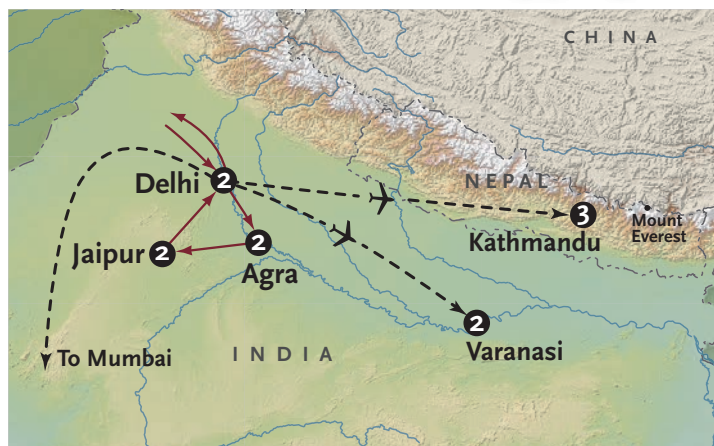 CHINA
NEPAL
Delhi
2
3
Mount
Everest
Kathmandu
Jaipur
2
2
Agra
2
Varanasi
To Mumbai
INDIA